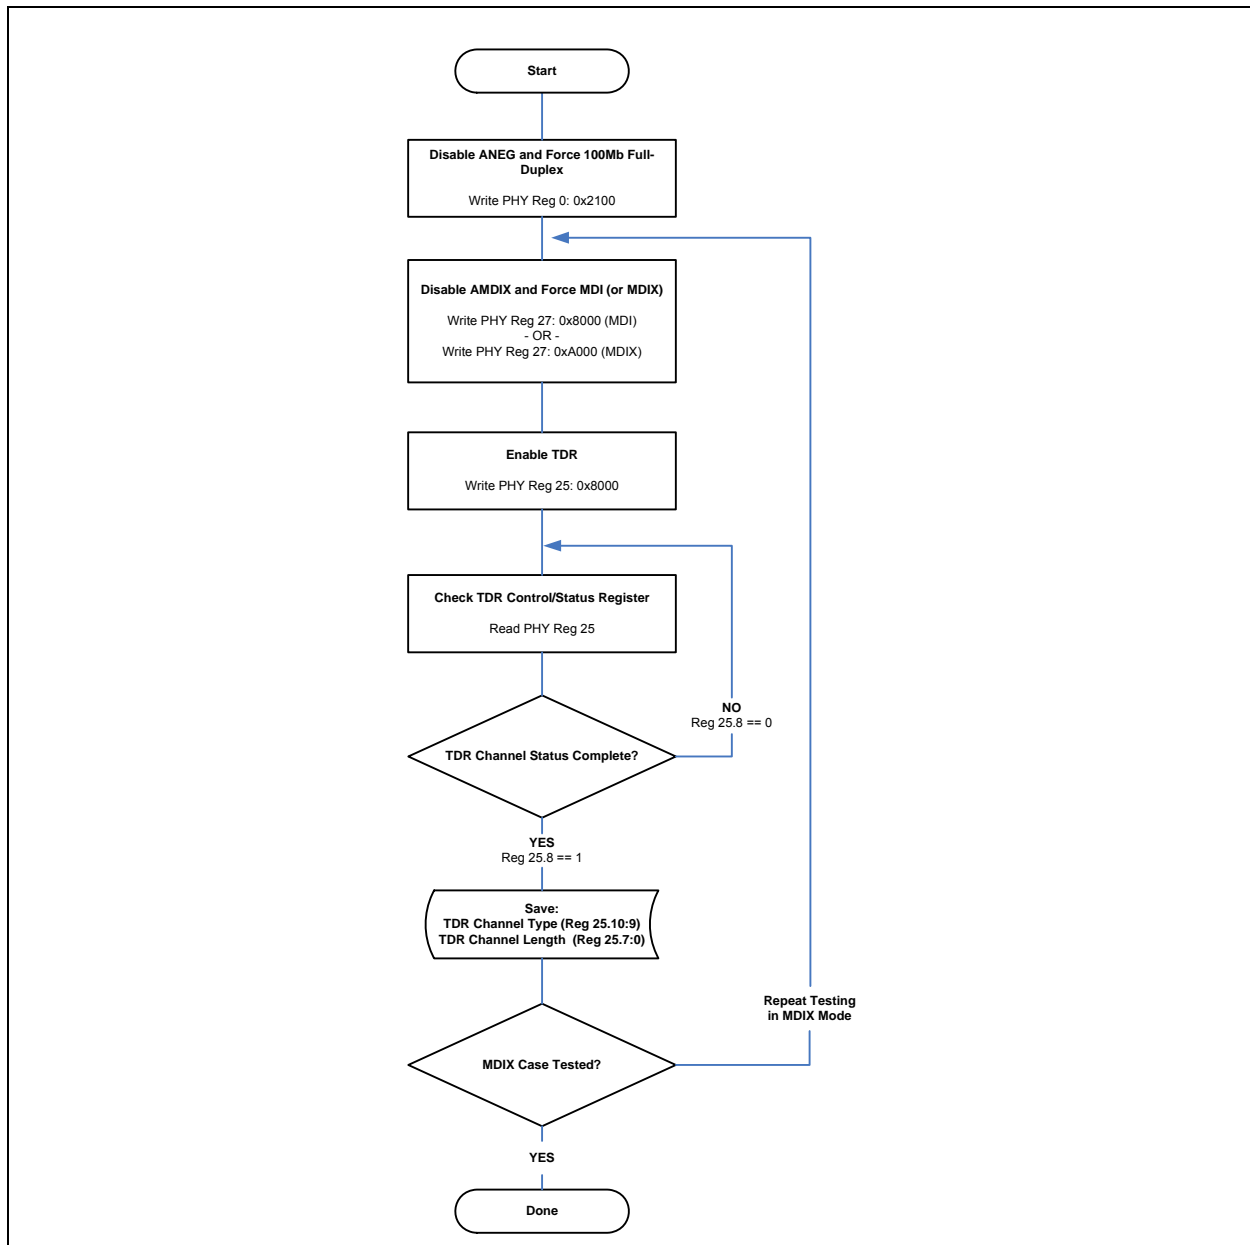 Start
Disable ANEG and Force 100Mb Full-
Duplex
Write PHY Reg 0: 0x2100
Disable AMDIX and Force MDI (or MDIX)
Write PHY Reg 27: 0x8000 (MDI)
- OR -
Write PHY Reg 27: 0xA000 (MDIX)
Enable TDR
Write PHY Reg 25: 0x8000
Check TDR Control/Status Register
Read PHY Reg 25
NO
Reg 25.8 == 0
TDR Channel Status Complete?
YES
Reg 25.8 == 1
Save:
TDR Channel Type (Reg 25.10:9)
TDR Channel Length (Reg 25.7:0)
Repeat Testing
in MDIX Mode
MDIX Case Tested?
YES
Done